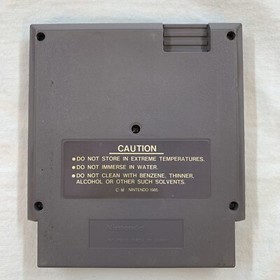 CAUTION
●DO NOT STORE IN EXTREME TEMPERATURES.
●DO NOT IMMERSE IN WATER.
●DO NOT CLEAN WITH BENZENE, THINNER,
ALCOHOL OR OTHER SUCH SOLVENTS.
NINTENDO 1985